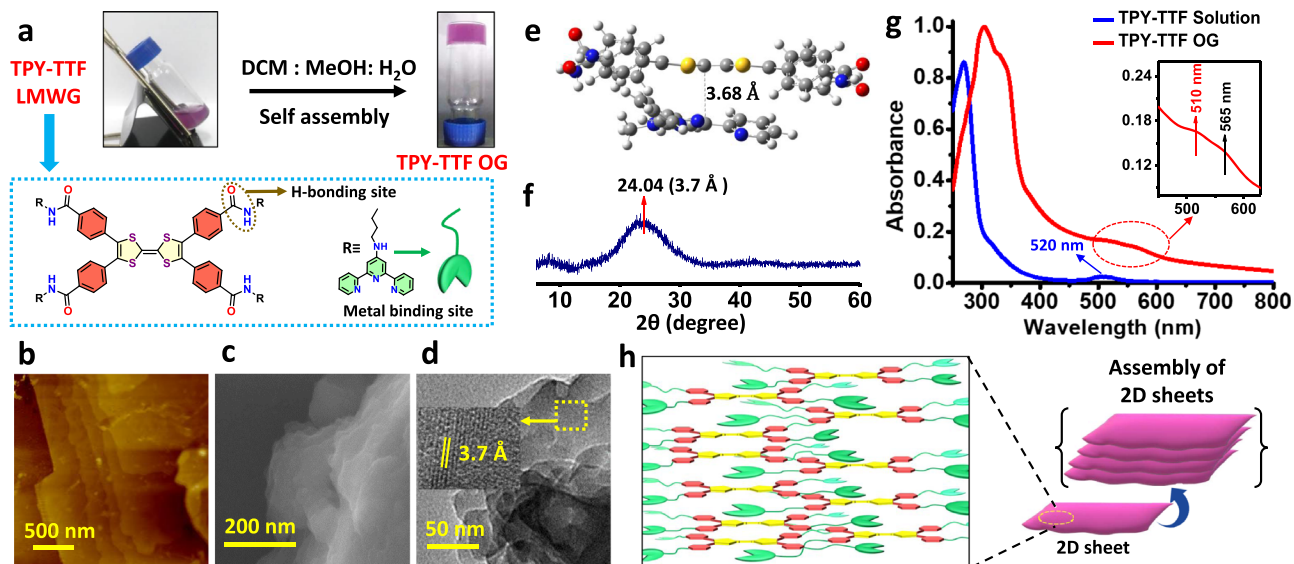 a
TPY-TTF
LMWG
DCM : MeOH: H₂O
Self assembly
TPY-TTF OG
H-bonding site
R
N
H
O
O
N
H
R
S
S
S
S
R
N
H
O
O
N
H
R
R≡
NH
N
N
N
Metal binding site
b
500 nm
c
200 nm
d
3.7 Å
50 nm
e
3.68 Å
f
24.04 (3.7 Å )
10
20
30
40
50
60
2θ (degree)
g
TPY-TTF Solution
TPY-TTF OG
Absorbance
1.0
0.8
0.6
0.4
0.2
0.0
300
400
500
600
700
800
Wavelength (nm)
520 nm
0.26
0.18
0.12
500
600
510 nm
565 nm
h
Assembly of
2D sheets
2D sheet